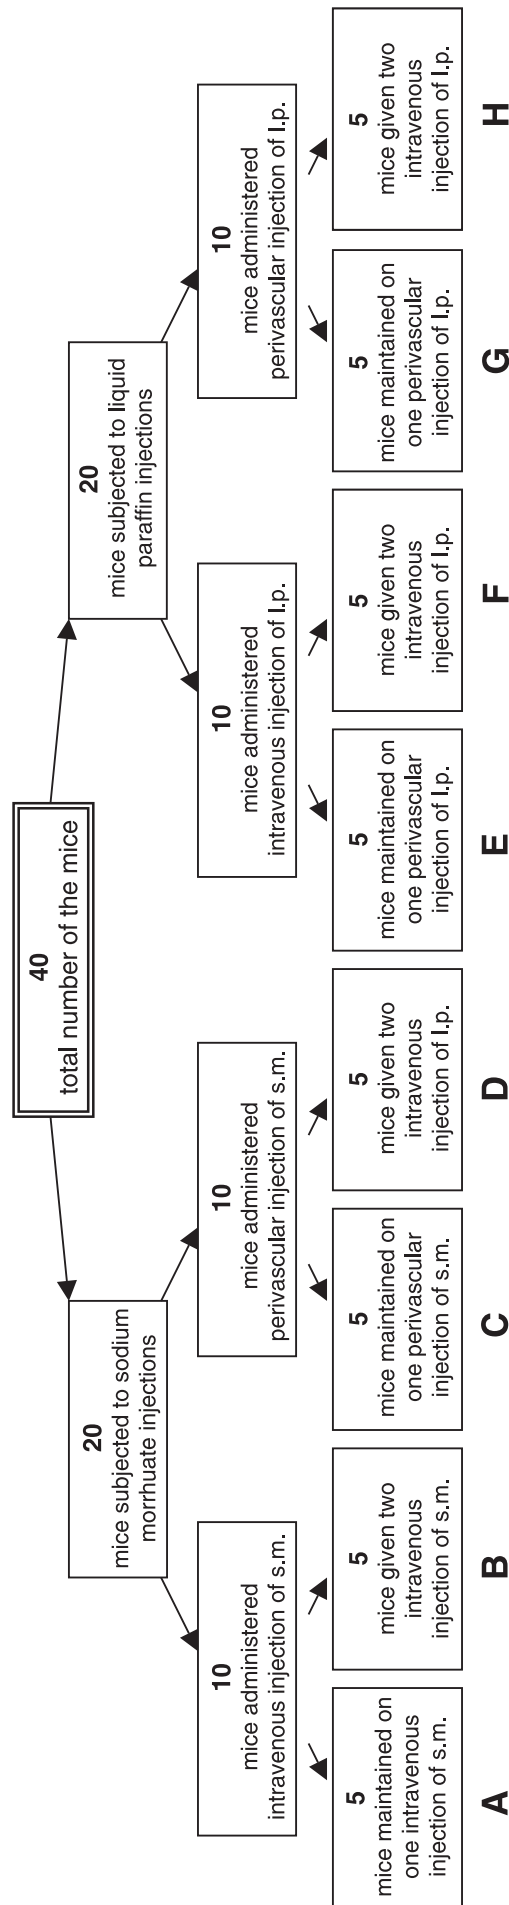 40
total number of the mice
20
mice subjected to sodium
morrhuate injections
20
mice subjected to liquid
paraffin injections
10
mice administered
intravenous injection of s.m.
10
mice administered
perivascular injection of s.m.
10
mice administered
intravenous injection of l.p.
10
mice administered
perivascular injection of l.p.
5
mice maintained on
one intravenous
injection of s.m.
5
mice given two
intravenous
injection of s.m.
5
mice maintained on
one perivascular
injection of s.m.
5
mice given two
intravenous
injection of l.p.
5
mice maintained on
one perivascular
injection of l.p.
5
mice given two
intravenous
injection of l.p.
5
mice maintained on
one perivascular
injection of l.p.
5
mice given two
intravenous
injection of l.p.
A
B
C
D
E
F
G
H